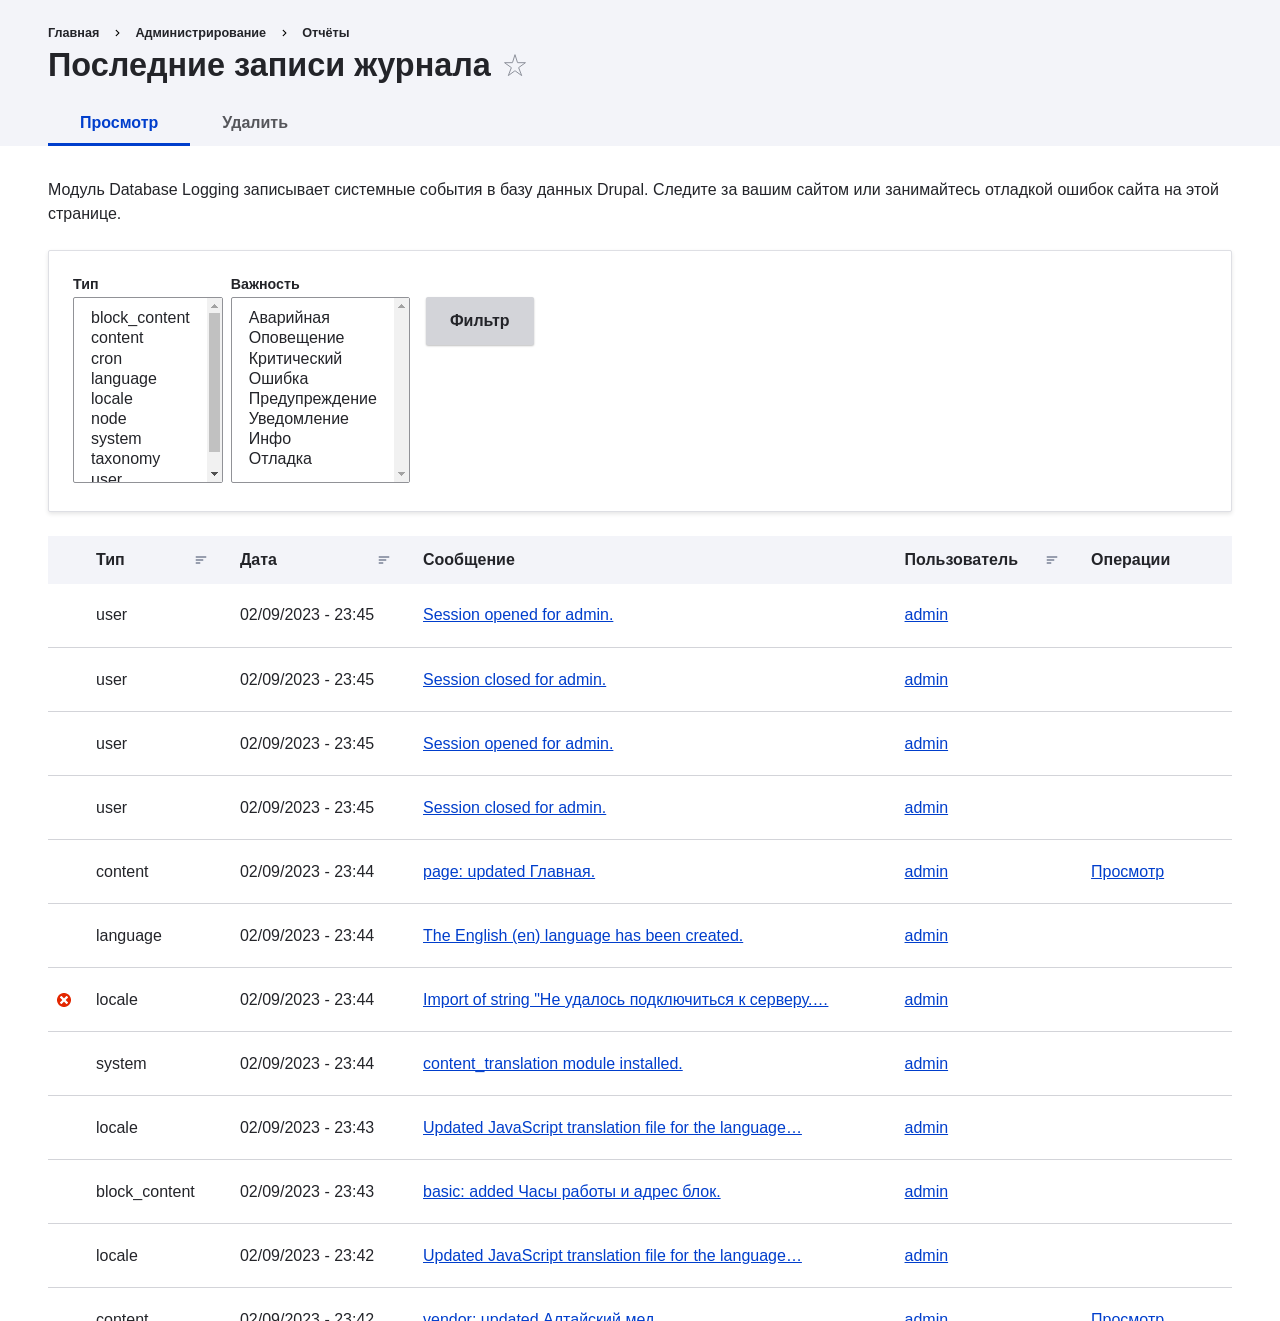 Главная › Администрирование › Отчёты
Последние записи журнала
Просмотр Удалить
Модуль Database Logging записывает системные события в базу данных Drupal. Следите за вашим сайтом или занимайтесь отладкой ошибок сайта на этой
странице.
Тип Важность
block_content
content
cron
language
locale
node
system
taxonomy
user
Аварийная
Оповещение
Критический
Ошибка
Предупреждение
Уведомление
Инфо
Отладка
Фильтр
Тип Дата Сообщение Пользователь Операции
user 02/09/2023 - 23:45 Session opened for admin. admin
user 02/09/2023 - 23:45 Session closed for admin. admin
user 02/09/2023 - 23:45 Session opened for admin. admin
user 02/09/2023 - 23:45 Session closed for admin. admin
content 02/09/2023 - 23:44 page: updated Главная. admin Просмотр
language 02/09/2023 - 23:44 The English (en) language has been created. admin
locale 02/09/2023 - 23:44 Import of string "Не удалось подключиться к серверу.… admin
system 02/09/2023 - 23:44 content_translation module installed. admin
locale 02/09/2023 - 23:43 Updated JavaScript translation file for the language… admin
block_content 02/09/2023 - 23:43 basic: added Часы работы и адрес блок. admin
locale 02/09/2023 - 23:42 Updated JavaScript translation file for the language… admin
content 02/09/2023 - 23:42 vendor: updated Алтайский мед. admin Просмотр